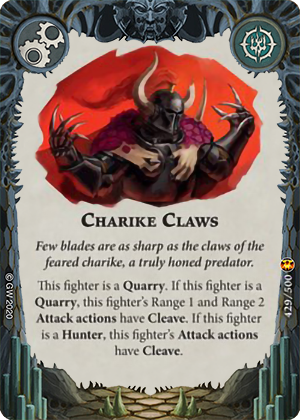 CHARIKE CLAWS
Few blades are as sharp as the claws of the
feared charike, a truly honed predator.
This fighter is a Quarry. If this fighter is a
Quarry, this fighter's Range 1 and Range 2
Attack actions have Cleave. If this fighter
is a Hunter, this fighter's Attack actions
have Cleave.
© GW 2020
429/500